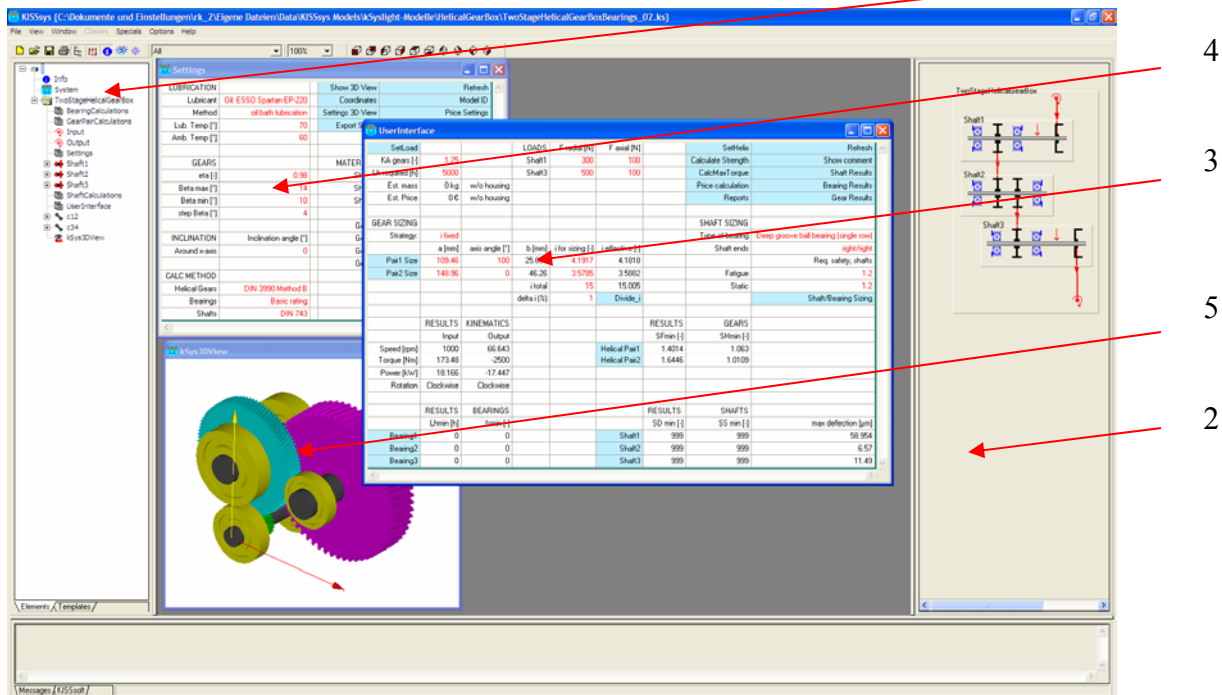 KISSsys [C:\Dokumente und Einstellungen\rk_2\Eigene Dateien\Data\KISSsys Models\kSyslight-Modelle\HelicalGearBox\TwoStageHelicalGearBoxBearings_02.ks]
File View Window Classes Specials Options Help
All 100%
4
3
5
2
Info
System
TwoStageHelicalGearBox
BearingCalculations
GearPairCalculations
Input
Output
Settings
Shaft1
Shaft2
Shaft3
ShaftCalculations
UserInterface
c12
c34
kSys3DView
Elements Templates
Settings
LUBRICATION Show 3D View Refresh
Lubricant Oil: ESSO Spartan EP-220 Coordinates Model ID
Method oil bath lubrication Settings 3D View Price Settings
Lub. Temp [°] 70 Export
Amb. Temp [°] 60
GEARS MATER
eta [-] 0.98
Beta max [°] 14
Beta min [°] 10
step Beta [°] 4
INCLINATION Inclination angle [°]
Around x-axis 0
CALC METHOD
Helical Gears DIN 3990 Method B
Bearings Basic rating
Shafts DIN 743
kSys3DView
UserInterface
SetLoad LOADS F radial [N] F axial [N] SetHelix Refresh
KA gears [-] 1.25 Shaft1 300 100 Calculate Strength Show comment
Lh required [h] 5000 Shaft3 500 100 CalcMaxTorque Shaft Results
Est. mass 0 kg w/o housing Price calculation Bearing Results
Est. Price 0 € w/o housing Reports Gear Results
GEAR SIZING SHAFT SIZING
Strategy: i fixed Type of bearing Deep groove ball bearing (single row)
a [mm] axis angle [°] b [mm] i for sizing [-] i effective [-] Shaft ends right/light
Pair1 Size 109.46 100 4.1917 4.1818 Req. safety, shafts
Pair2 Size 148.96 0 46.26 3.5785 3.5882 Fatigue 1.2
i total 15 15.005 Static 1.2
delta i (%) 1 Divide_i Shaft/Bearing Sizing
RESULTS KINEMATICS RESULTS GEARS
Input Output SFmin [-] SHmin [-]
Speed [rpm] 1000 66.643 Helical Pair1 1.4014 1.063
Torque [Nm] 173.48 -2500 Helical Pair2 1.6446 1.0109
Power [kW] 18.166 -17.447
Rotation Clockwise Clockwise
RESULTS BEARINGS RESULTS SHAFTS
Lhmin [h] SD min [-] SS min [-] max deflection [µm]
Bearing1 0 0 Shaft1 999 999 58.954
Bearing2 0 0 Shaft2 999 999 6.57
Bearing3 0 0 Shaft3 999 999 11.49
TwoStageHelicalGearBox
Shaft1
Shaft2
Shaft3
Messages KISSsoft